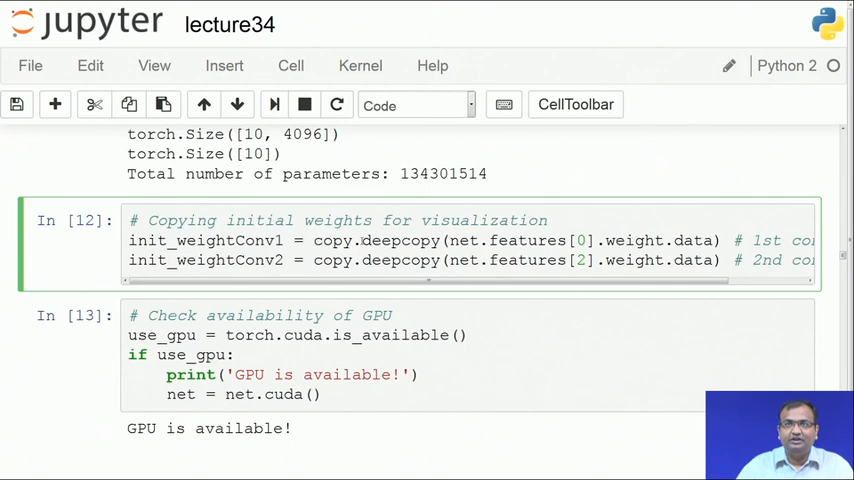 jupyter lecture34
File Edit View Insert Cell Kernel Help Python 2
Code CellToolbar
torch.Size([10, 4096])
torch.Size([10])
Total number of parameters: 134301514
In [12]: # Copying initial weights for visualization
init_weightConv1 = copy.deepcopy(net.features[0].weight.data) # 1st con
init_weightConv2 = copy.deepcopy(net.features[2].weight.data) # 2nd con
In [13]: # Check availability of GPU
use_gpu = torch.cuda.is_available()
if use_gpu:
print('GPU is available!')
net = net.cuda()
GPU is available!